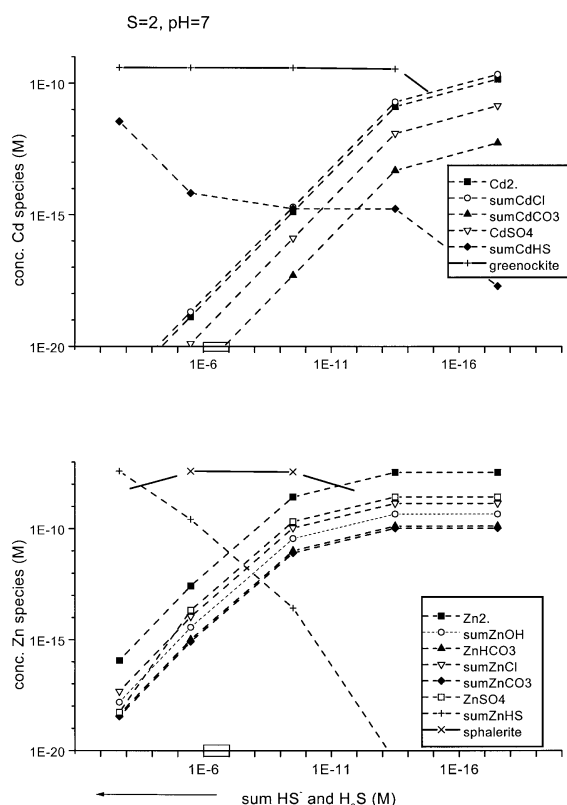 S=2, pH=7
conc. Cd species (M)
1E-10
1E-15
1E-20
1E-6
1E-11
1E-16
Cd2.
sumCdCl
sumCdCO3
CdSO4
sumCdHS
greenockite
conc. Zn species (M)
1E-10
1E-15
1E-20
1E-6
1E-11
1E-16
Zn2.
sumZnOH
ZnHCO3
sumZnCl
sumZnCO3
ZnSO4
sumZnHS
sphalerite
sum HS⁻ and H₂S (M)